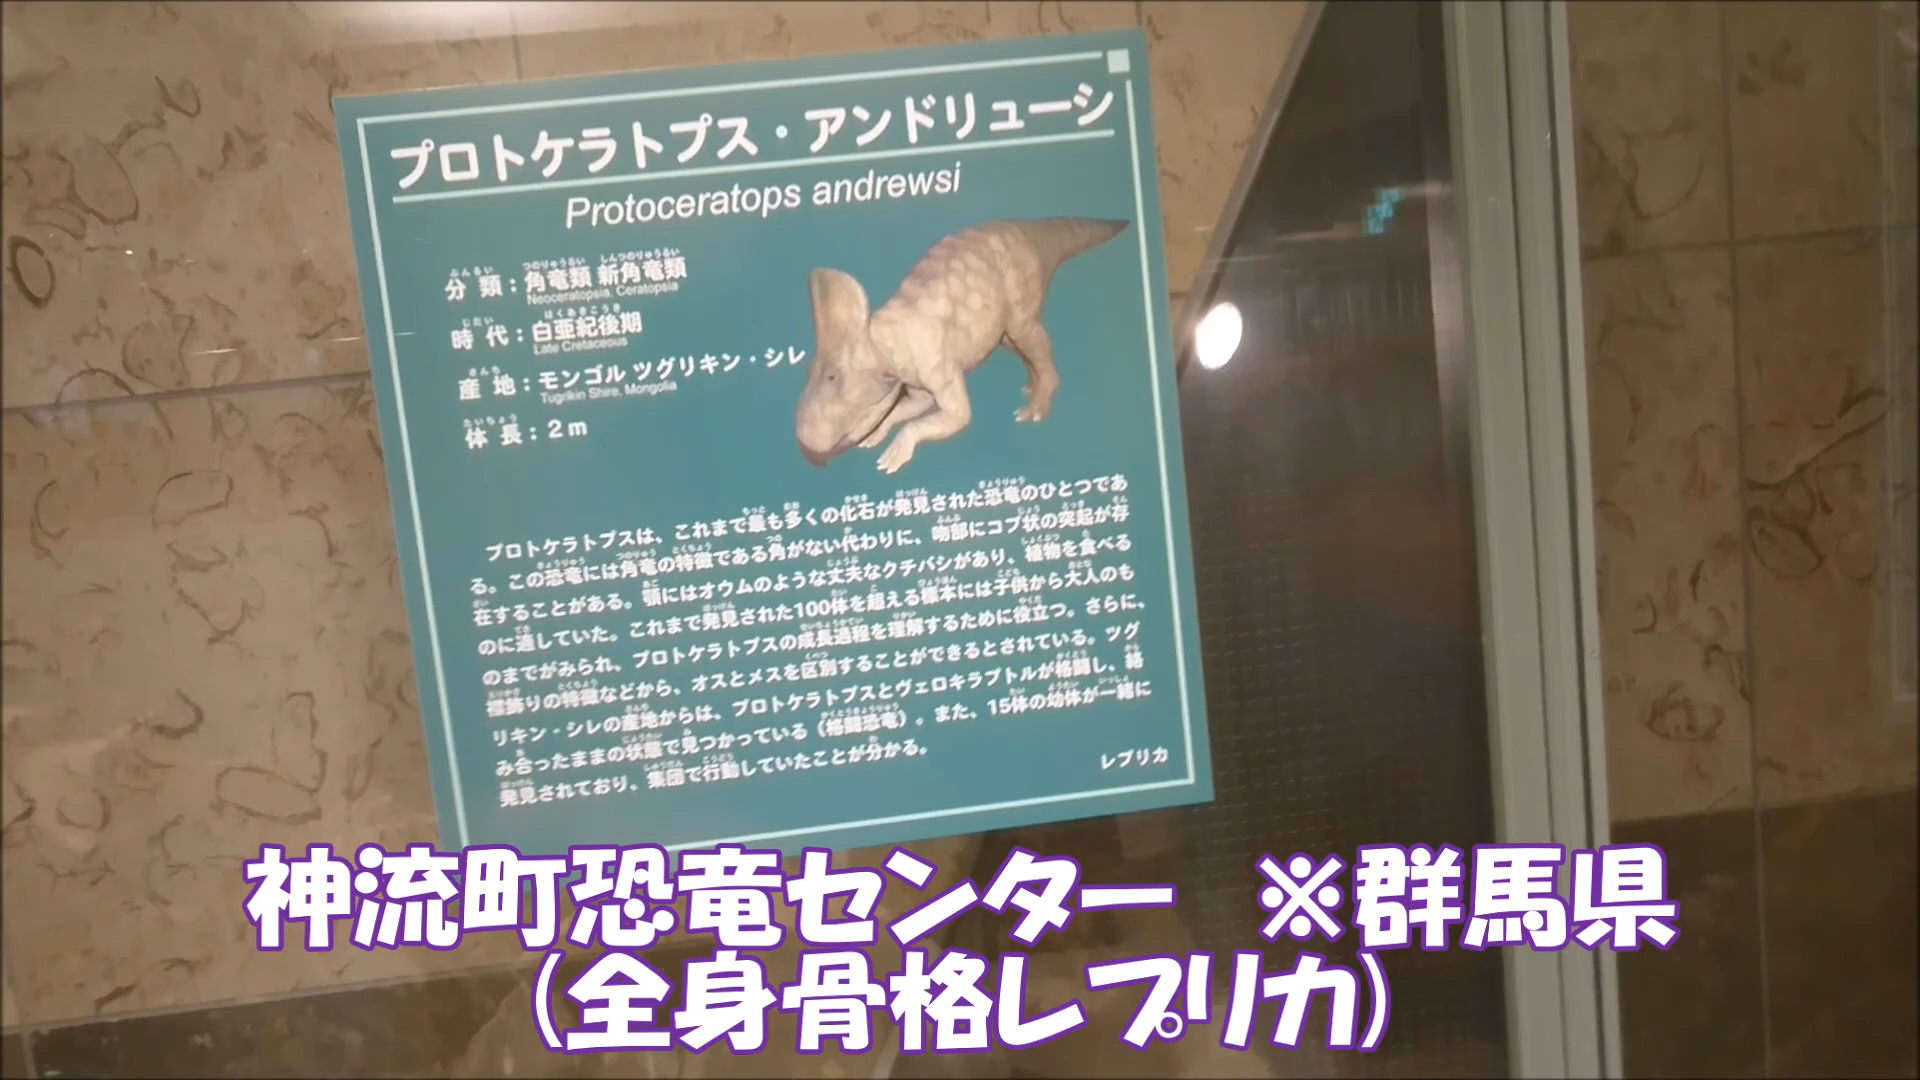 プロトケラトプス・アンドリューシ
Protoceratops andrewsi
分類：角竜類 新角竜類
Neoceratopsia, Ceratopsia
時代：白亜紀後期
Late Cretaceous
産地：モンゴル ツグリキン・シレ
Tugrikin Shire, Mongolia
体長：2m
プロトケラトプスは、これまで最も多くの化石が発見された恐竜のひとつであ
る。この恐竜には角竜の特徴である角がない代わりに、吻部にコブ状の突起が存
在することがある。顎にはオウムのような丈夫なクチバシがあり、植物を食べる
のに適していた。これまで発見された100体を超える標本には子供から大人のも
のまでがみられ、プロトケラトプスの成長過程を理解するために役立つ。さらに、
襟飾りの特徴などから、オスとメスを区別することができるとされている。ツグ
リキン・シレの産地からは、プロトケラトプスとヴェロキラプトルが格闘し、絡
み合ったままの状態で見つかっている（格闘恐竜）。また、15体の幼体が一緒に
発見されており、集団で行動していたことが分かる。
レプリカ
神流町恐竜センター　※群馬県
(全身骨格レプリカ)